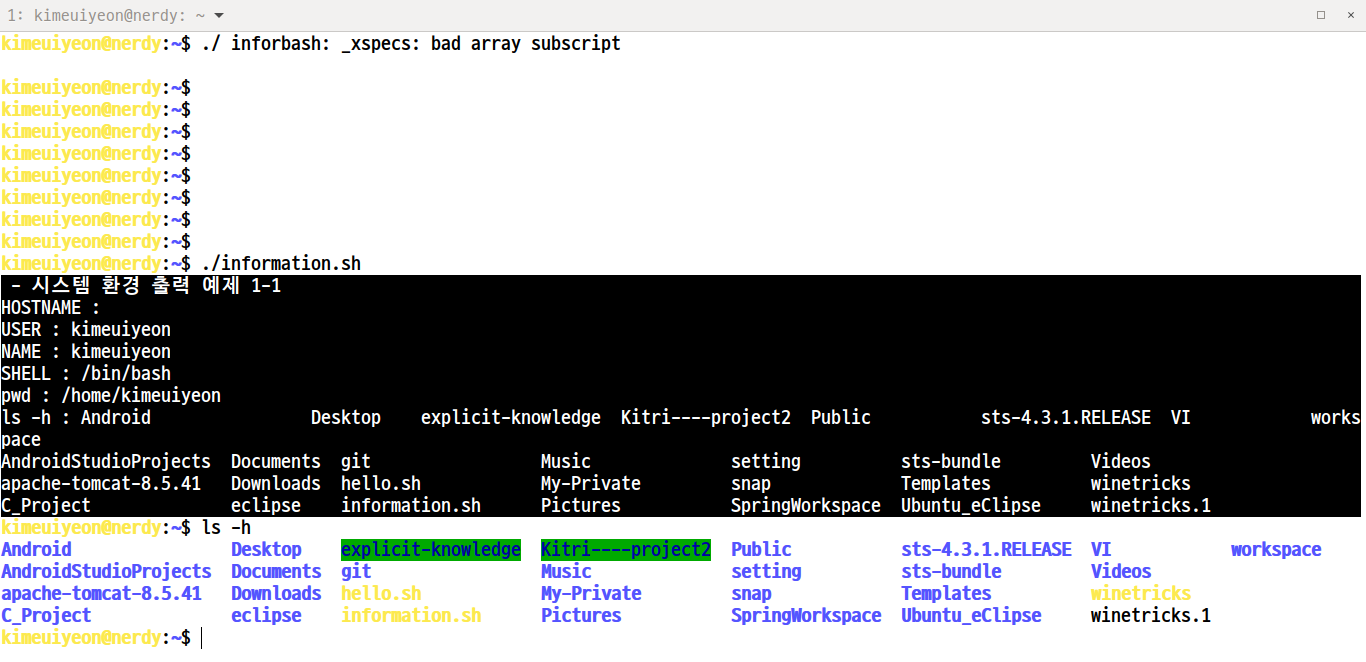 1: kimeuiyeon@nerdy: ~
kimeuiyeon@nerdy:~$ ./ inforbash: _xspecs: bad array subscript
kimeuiyeon@nerdy:~$
kimeuiyeon@nerdy:~$
kimeuiyeon@nerdy:~$
kimeuiyeon@nerdy:~$
kimeuiyeon@nerdy:~$
kimeuiyeon@nerdy:~$
kimeuiyeon@nerdy:~$
kimeuiyeon@nerdy:~$
kimeuiyeon@nerdy:~$ ./information.sh
- 시스템 환경 출력 예제 1-1
HOSTNAME :
USER : kimeuiyeon
NAME : kimeuiyeon
SHELL : /bin/bash
pwd : /home/kimeuiyeon
ls -h : Android Desktop explicit-knowledge Kitri----project2 Public sts-4.3.1.RELEASE VI works
pace
AndroidStudioProjects Documents git Music setting sts-bundle Videos
apache-tomcat-8.5.41 Downloads hello.sh My-Private snap Templates winetricks
C_Project eclipse information.sh Pictures SpringWorkspace Ubuntu_eClipse winetricks.1
kimeuiyeon@nerdy:~$ ls -h
Android Desktop explicit-knowledge Kitri----project2 Public sts-4.3.1.RELEASE VI workspace
AndroidStudioProjects Documents git Music setting sts-bundle Videos
apache-tomcat-8.5.41 Downloads hello.sh My-Private snap Templates winetricks
C_Project eclipse information.sh Pictures SpringWorkspace Ubuntu_eClipse winetricks.1
kimeuiyeon@nerdy:~$